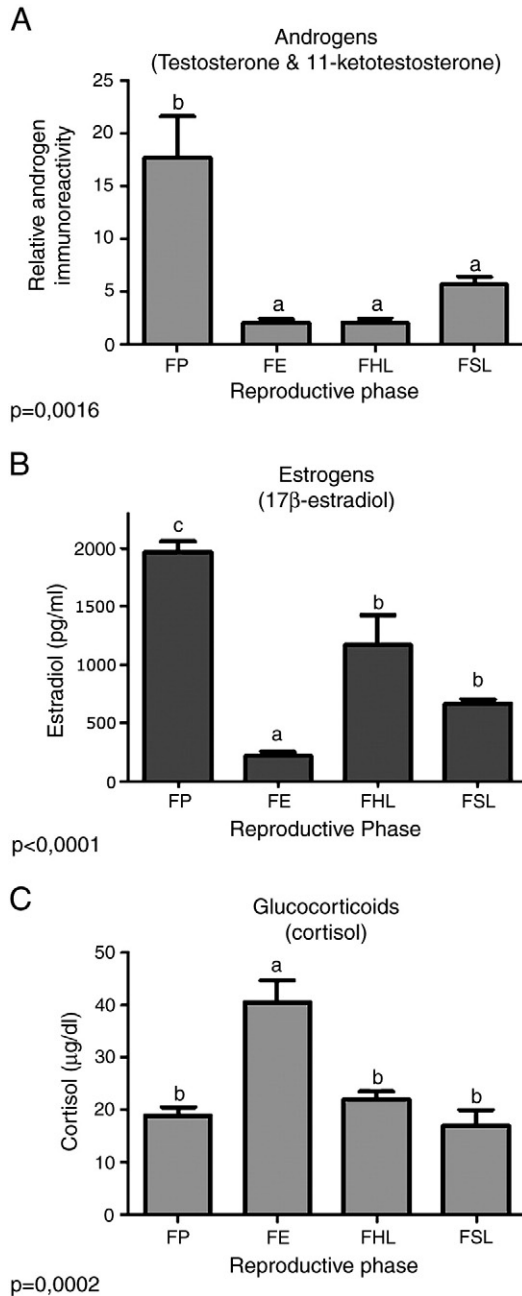 A
Androgens
(Testosterone & 11-ketotestosterone)
Relative androgen
immunoreactivity
25
20
15
10
5
0
b
a
a
a
FP FE FHL FSL
Reproductive phase
p=0,0016
B
Estrogens
(17β-estradiol)
Estradiol (pg/ml)
2000
1500
1000
500
0
c
a
b
b
FP FE FHL FSL
Reproductive Phase
p<0,0001
C
Glucocorticoids
(cortisol)
Cortisol (μg/dl)
50
40
30
20
10
0
b
a
b
b
FP FE FHL FSL
Reproductive phase
p=0,0002